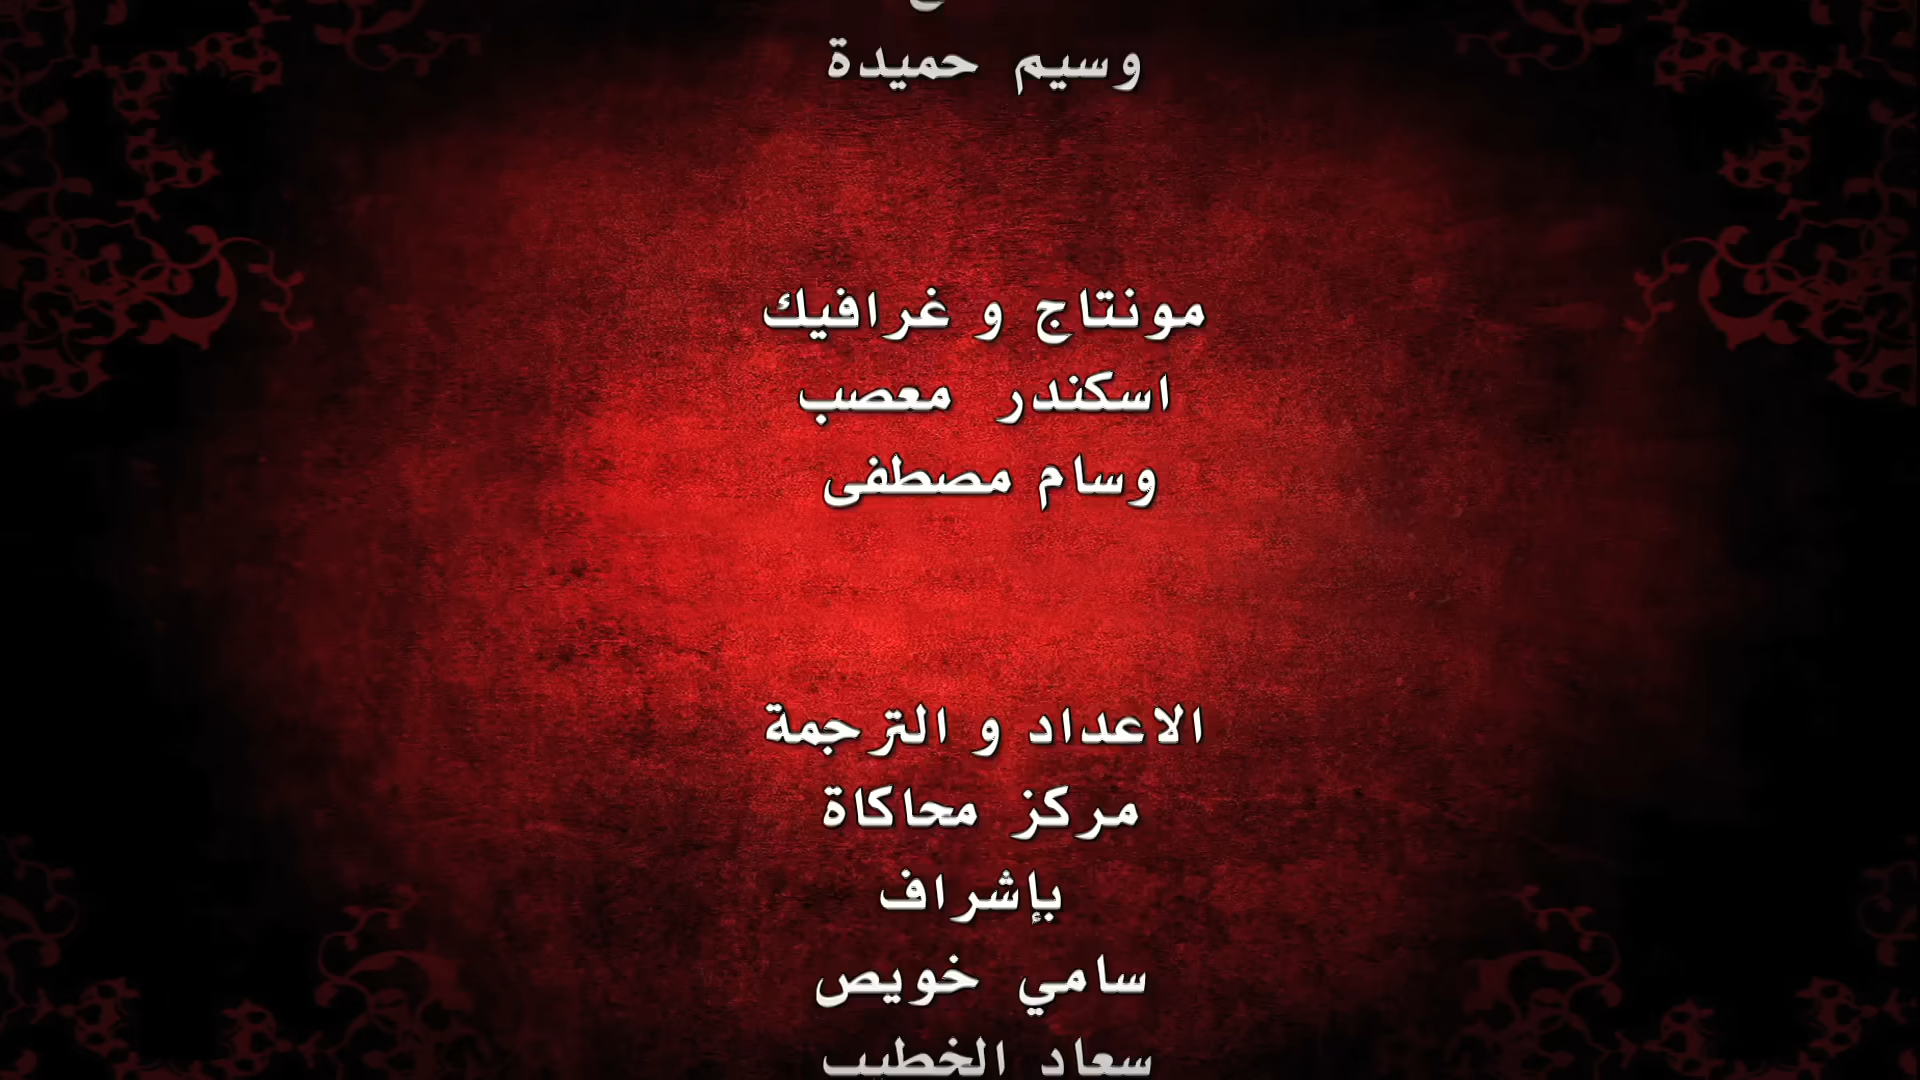 وسيم حميدة
مونتاج و غرافيك
اسكندر معصب
وسام مصطفى
الاعداد و الترجمة
مركز محاكاة
بإشراف
سامي خويص
سعاد الخطيب